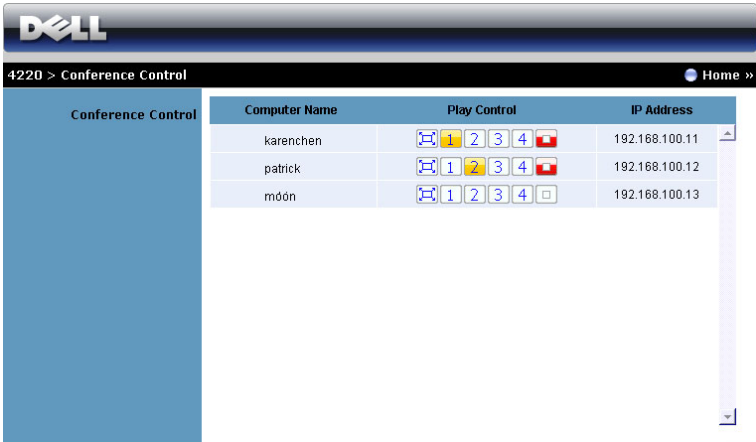 DELL
4220 > Conference Control Home »
Conference Control
Computer Name Play Control IP Address
karenchen 1 2 3 4 192.168.100.11
patrick 1 2 3 4 192.168.100.12
móón 1 2 3 4 192.168.100.13